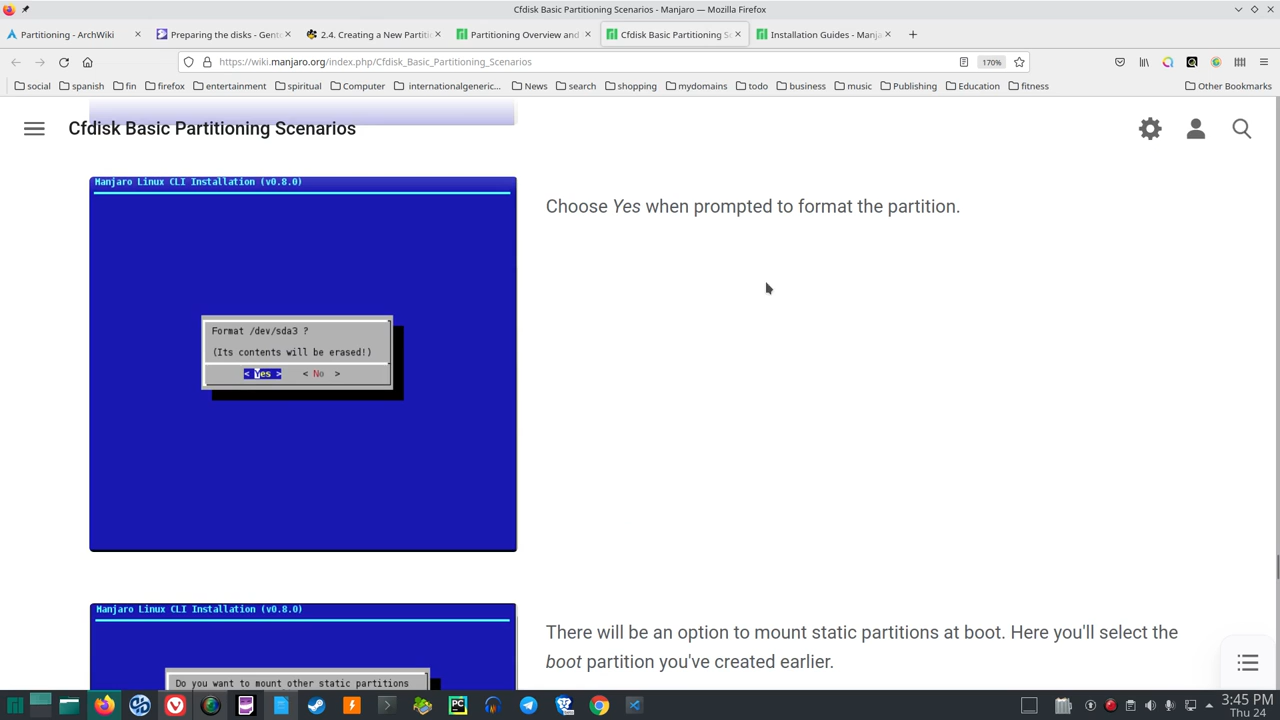 Cfdisk Basic Partitioning Scenarios - Manjaro — Mozilla Firefox
Partitioning - ArchWiki
Preparing the disks - Gent
2.4. Creating a New Partit
Partitioning Overview and
Cfdisk Basic Partitioning S
Installation Guides - Manja
https://wiki.manjaro.org/index.php/Cfdisk_Basic_Partitioning_Scenarios
170%
social spanish fin firefox entertainment spiritual Computer internationalgeneric... News search shopping mydomains todo business music Publishing Education fitness Other Bookmarks
Cfdisk Basic Partitioning Scenarios
Manjaro Linux CLI Installation (v0.8.0)
Format /dev/sda3 ?
(Its contents will be erased!)
< Yes > < No >
Choose Yes when prompted to format the partition.
Manjaro Linux CLI Installation (v0.8.0)
Do you want to mount other static partitions
There will be an option to mount static partitions at boot. Here you'll select the
boot partition you've created earlier.
3:45 PM
Thu 24